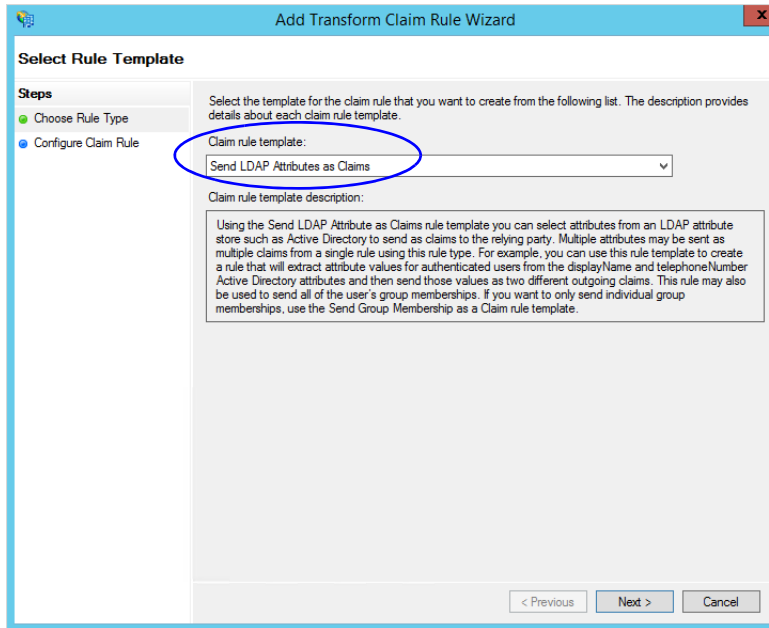 Add Transform Claim Rule Wizard
x
Select Rule Template
Steps
Choose Rule Type
Configure Claim Rule
Select the template for the claim rule that you want to create from the following list. The description provides
details about each claim rule template.
Claim rule template:
Send LDAP Attributes as Claims
Claim rule template description:
Using the Send LDAP Attribute as Claims rule template you can select attributes from an LDAP attribute
store such as Active Directory to send as claims to the relying party. Multiple attributes may be sent as
multiple claims from a single rule using this rule type. For example, you can use this rule template to create
a rule that will extract attribute values for authenticated users from the displayName and telephoneNumber
Active Directory attributes and then send those values as two different outgoing claims. This rule may also
be used to send all of the user's group memberships. If you want to only send individual group
memberships, use the Send Group Membership as a Claim rule template.
< Previous
Next >
Cancel